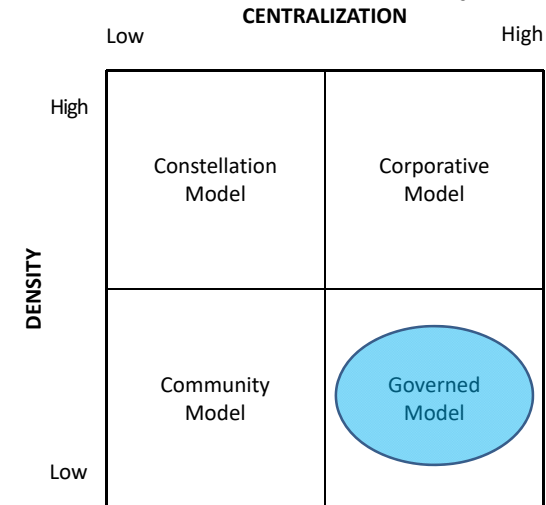 CENTRALIZATION
Low High
High
Constellation Corporative
Model Model
DENSITY
Community Governed
Model Model
Low